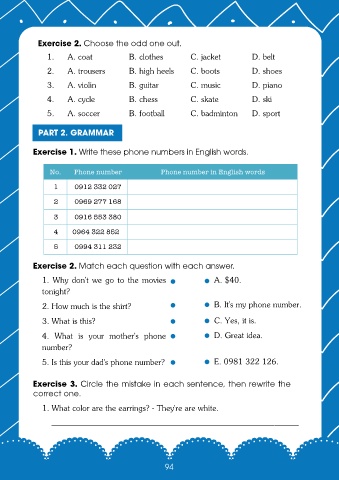 Exercise 2. Choose the odd one out.
1. A. coat B. clothes C. jacket D. belt
2. A. trousers B. high heels C. boots D. shoes
3. A. violin B. guitar C. music D. piano
4. A. cycle B. chess C. skate D. ski
5. A. soccer B. football C. badminton D. sport
PART 2. GRAMMAR
Exercise 1. Write these phone numbers in English words.
No. Phone number Phone number in English words
1 0912 332 027
2 0969 277 168
3 0916 553 380
4 0964 322 852
5 0994 311 232
Exercise 2. Match each question with each answer.
1. Why don't we go to the movies A. $40.
tonight?
2. How much is the shirt? B. It's my phone number.
3. What is this? C. Yes, it is.
4. What is your mother's phone D. Great idea.
number?
5. Is this your dad's phone number? E. 0981 322 126.
Exercise 3. Circle the mistake in each sentence, then rewrite the
correct one.
1. What color are the earrings? - They're are white.
94